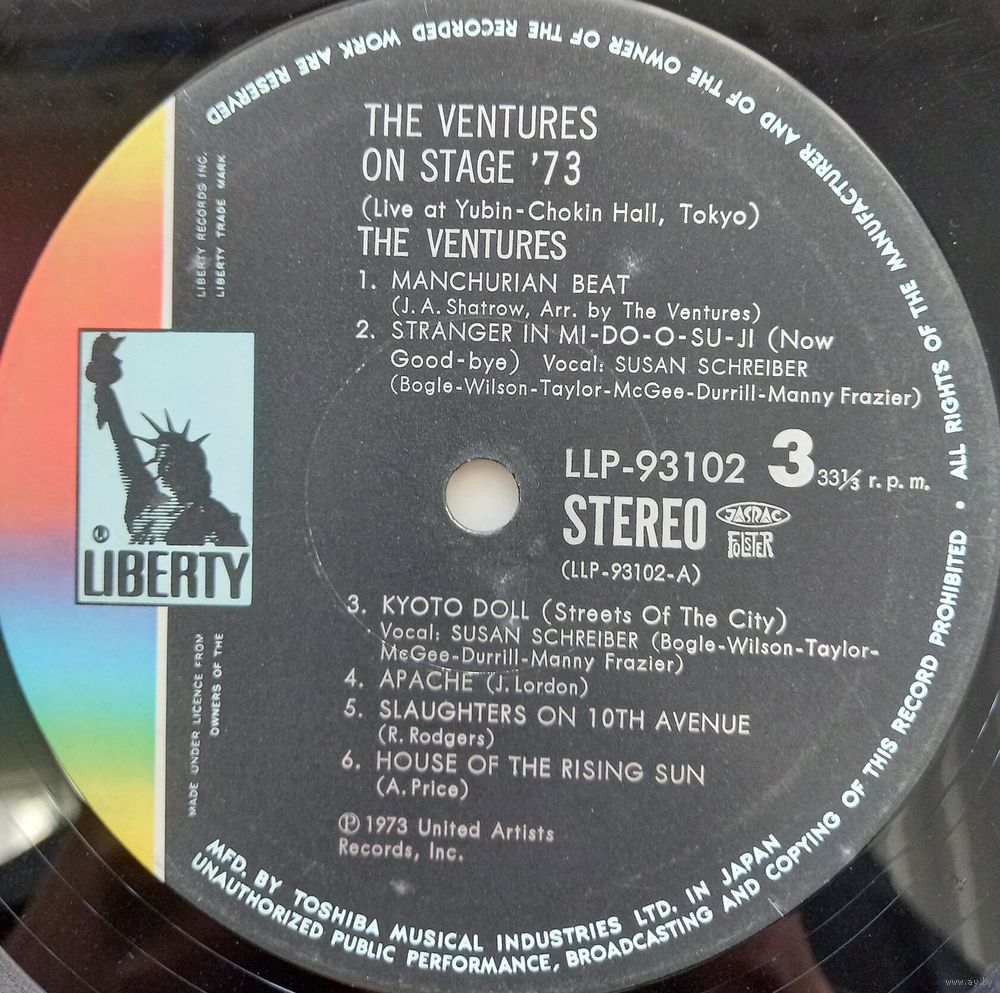 THE VENTURES
ON STAGE '73
(Live at Yubin-Chokin Hall, Tokyo)
THE VENTURES
1. MANCHURIAN BEAT
(J. A. Shatrow, Arr. by The Ventures)
2. STRANGER IN MI-DO-O-SU-JI (Now
Good-bye) Vocal: SUSAN SCHREIBER
(Bogle-Wilson-Taylor-McGee-Durrill-Manny Frazier)
LLP-93102 3 33⅓ r.p.m.
STEREO JASRAC
FOLSTER
(LLP-93102-A)
3. KYOTO DOLL (Streets Of The City)
Vocal: SUSAN SCHREIBER (Bogle-Wilson-Taylor-
McGee-Durrill-Manny Frazier)
4. APACHE (J. Lordon)
5. SLAUGHTERS ON 10TH AVENUE
(R. Rodgers)
6. HOUSE OF THE RISING SUN
(A. Price)
Ⓟ 1973 United Artists
Records, Inc.
® LIBERTY
LIBERTY RECORDS INC.
LIBERTY TRADE MARK
MADE UNDER LICENCE FROM
OWNERS OF THE
MFD. BY TOSHIBA MUSICAL INDUSTRIES LTD. IN JAPAN
UNAUTHORIZED PUBLIC PERFORMANCE, BROADCASTING AND COPYING OF THIS RECORD PROHIBITED • ALL RIGHTS OF THE MANUFACTURER AND OF THE OWNER OF THE RECORDED WORK ARE RESERVED
www.ay.by